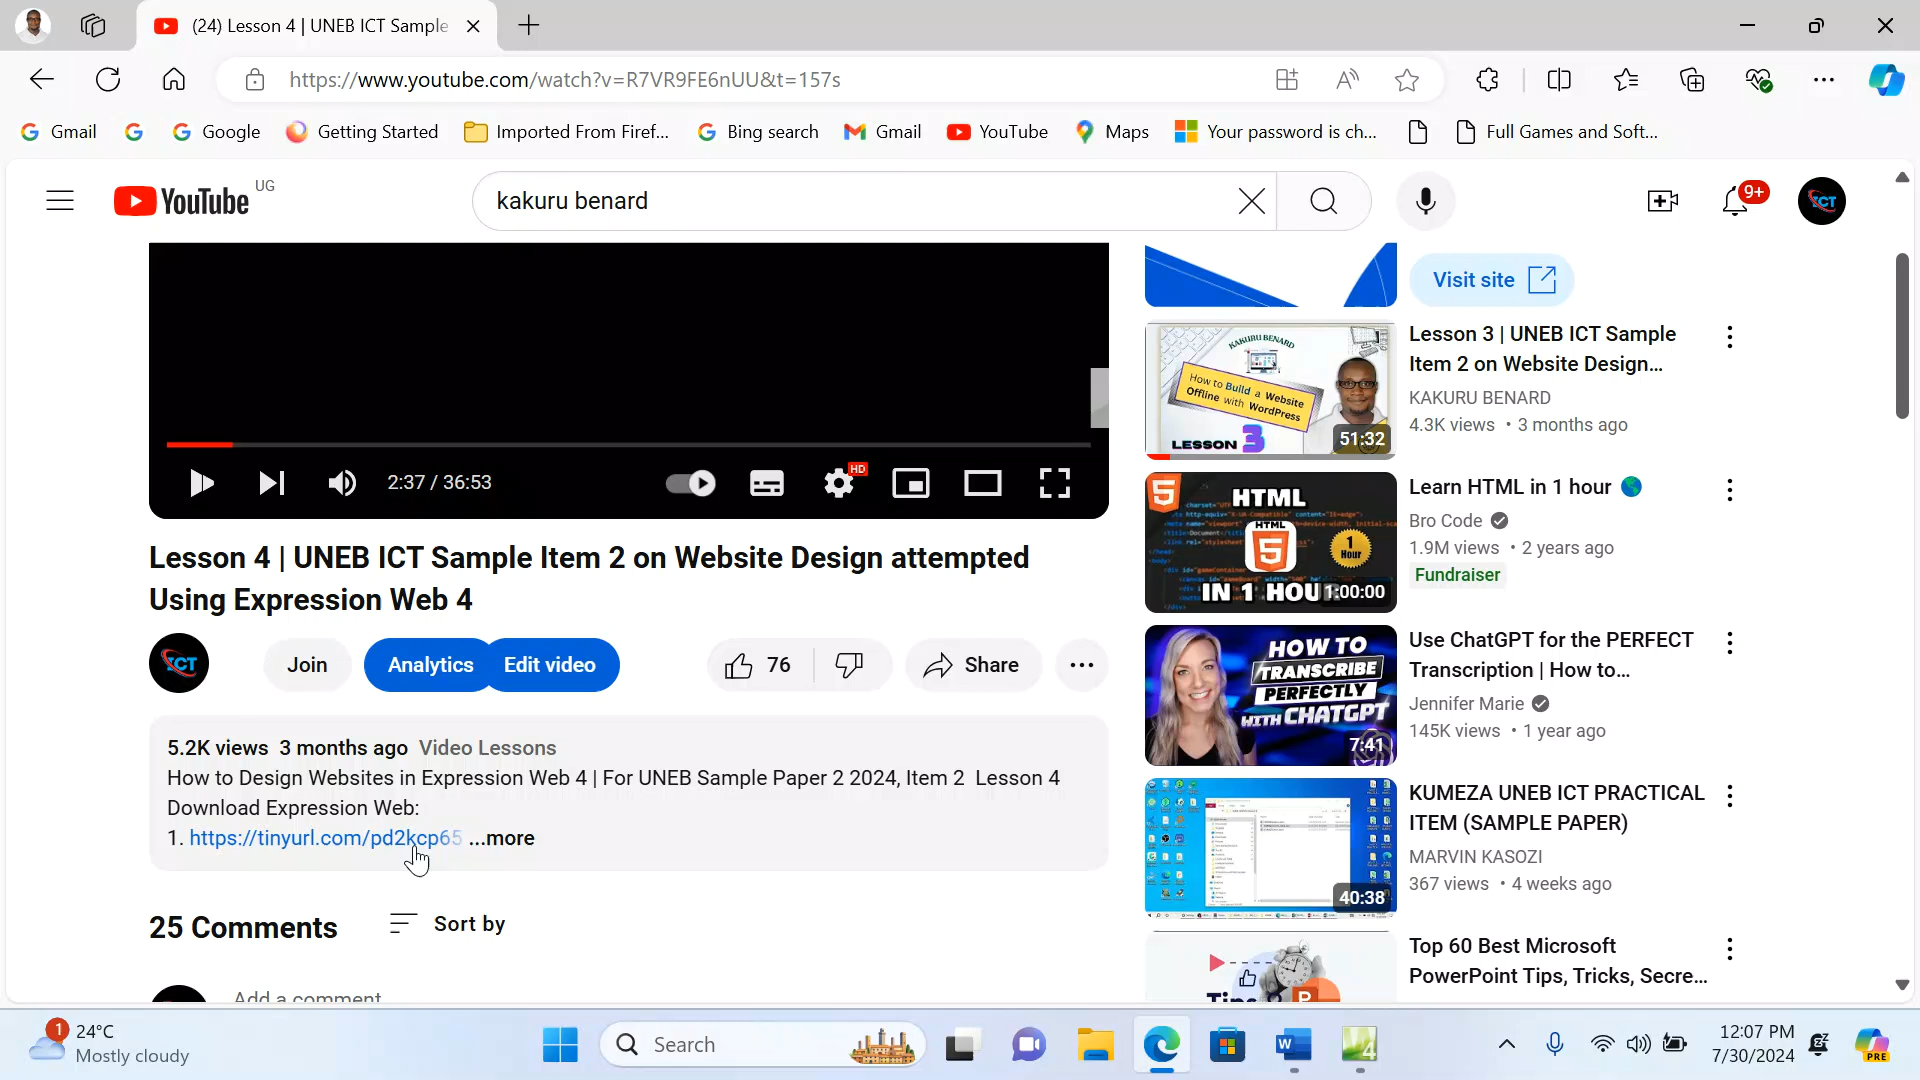 (24) Lesson 4 | UNEB ICT Sample
https://www.youtube.com/watch?v=R7VR9FE6nUU&t=157s
Gmail
Google
Getting Started
Imported From Firef...
Bing search
Gmail
YouTube
Maps
Your password is ch...
Full Games and Soft...
YouTube UG
kakuru benard
9+
ICT
2:37 / 36:53
HD
Lesson 4 | UNEB ICT Sample Item 2 on Website Design attempted
Using Expression Web 4
ICT
Join
Analytics
Edit video
76
Share
5.2K views 3 months ago Video Lessons
How to Design Websites in Expression Web 4 | For UNEB Sample Paper 2 2024, Item 2 Lesson 4
Download Expression Web:
1. https://tinyurl.com/pd2kcp65 ...more
25 Comments
Sort by
Add a comment
Visit site
KAKURU BENARD
How to Build a Website
Offline with WordPress
LESSON 3
51:32
Lesson 3 | UNEB ICT Sample
Item 2 on Website Design...
KAKURU BENARD
4.3K views • 3 months ago
HTML
HTML
5
1
Hour
IN 1 HOU
1:00:00
Learn HTML in 1 hour
Bro Code
1.9M views • 2 years ago
Fundraiser
HOW TO
TRANSCRIBE
PERFECTLY
WITH CHATGPT
7:41
Use ChatGPT for the PERFECT
Transcription | How to...
Jennifer Marie
145K views • 1 year ago
40:38
KUMEZA UNEB ICT PRACTICAL
ITEM (SAMPLE PAPER)
MARVIN KASOZI
367 views • 4 weeks ago
Top 60 Best Microsoft
PowerPoint Tips, Tricks, Secre...
1
24°C
Mostly cloudy
Search
W
4
12:07 PM
7/30/2024
PRE